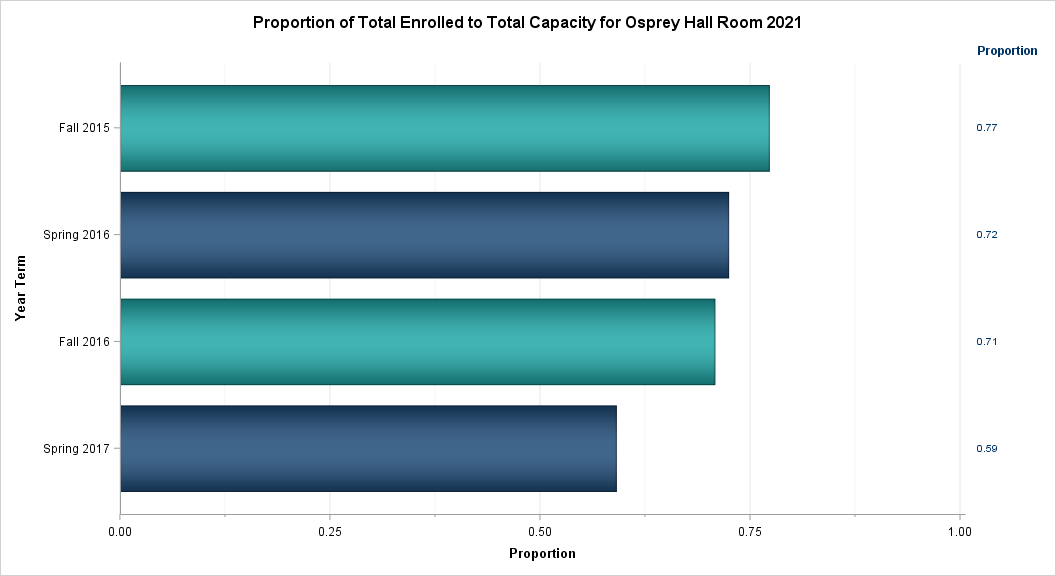 Proportion of Total Enrolled to Total Capacity for Osprey Hall Room 2021
Proportion
Fall 2015
0.77
Spring 2016
0.72
Year Term
Fall 2016
0.71
Spring 2017
0.59
0.00 0.25 0.50 0.75 1.00
Proportion